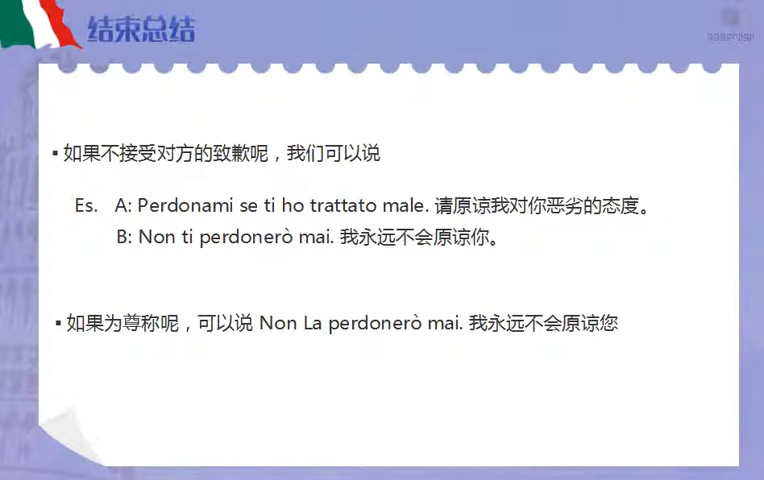 结束总结
▪ 如果不接受对方的致歉呢，我们可以说
Es. A: Perdonami se ti ho trattato male. 请原谅我对你恶劣的态度。
B: Non ti perdonerò mai. 我永远不会原谅你。
▪ 如果为尊称呢，可以说 Non La perdonerò mai. 我永远不会原谅您